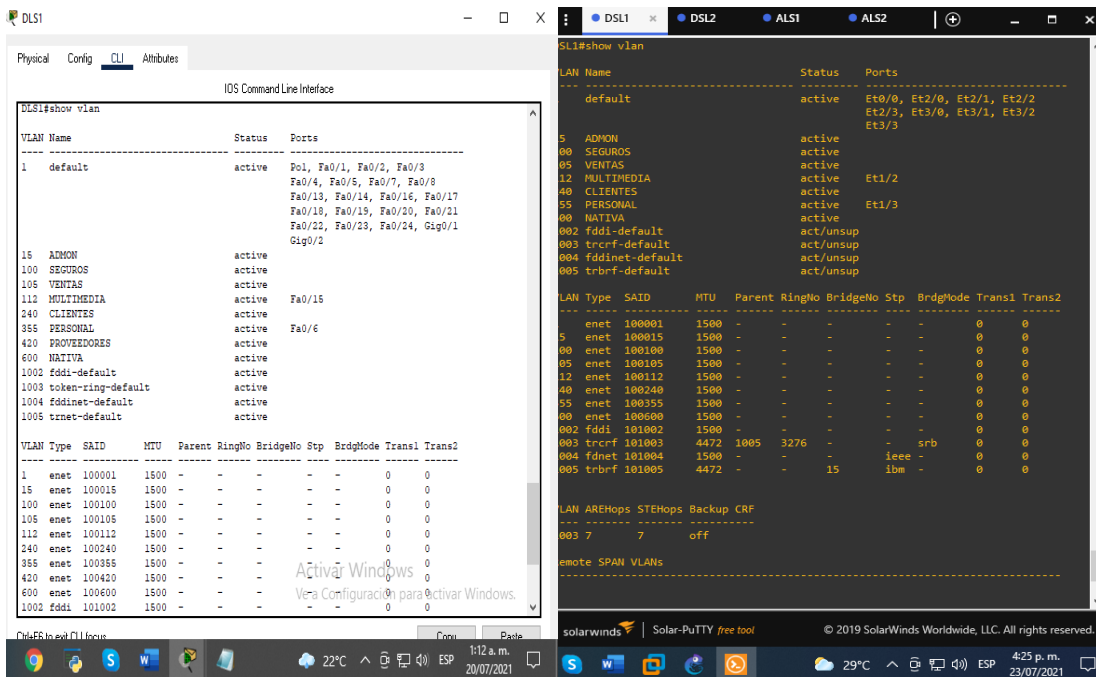 DLS1
Physical Config CLI Attributes
IOS Command Line Interface
DLS1#show vlan
VLAN Name Status Ports
---- -------------------------------- --------- -------------------------------
1 default active Po1, Fa0/1, Fa0/2, Fa0/3
Fa0/4, Fa0/5, Fa0/7, Fa0/8
Fa0/13, Fa0/14, Fa0/16, Fa0/17
Fa0/18, Fa0/19, Fa0/20, Fa0/21
Fa0/22, Fa0/23, Fa0/24, Gig0/1
Gig0/2
15 ADMON active
100 SEGUROS active
105 VENTAS active
112 MULTIMEDIA active Fa0/15
240 CLIENTES active
355 PERSONAL active Fa0/6
420 PROVEEDORES active
600 NATIVA active
1002 fddi-default active
1003 token-ring-default active
1004 fddinet-default active
1005 trnet-default active
VLAN Type SAID MTU Parent RingNo BridgeNo Stp BrdgMode Trans1 Trans2
---- ----- ---------- ----- ------ ------ -------- ---- -------- ------ ------
1 enet 100001 1500 - - - - - 0 0
15 enet 100015 1500 - - - - - 0 0
100 enet 100100 1500 - - - - - 0 0
105 enet 100105 1500 - - - - - 0 0
112 enet 100112 1500 - - - - - 0 0
240 enet 100240 1500 - - - - - 0 0
355 enet 100355 1500 - - - - - 0 0
420 enet 100420 1500 - - - - - 0 0
600 enet 100600 1500 - - - - - 0 0
1002 fddi 101002 1500 - - - - - 0 0
Activar Windows
Ve a Configuración para activar Windows.
Ctrl+F6 to exit CLI focus
Copy Paste
22°C ESP 1:12 a. m.
20/07/2021
DLS1 DSL2 ALS1 ALS2
SL1#show vlan
LAN Name Status Ports
--- -------------------------------- --------- -------------------------------
default active Et0/0, Et2/0, Et2/1, Et2/2
Et2/3, Et3/0, Et3/1, Et3/2
Et3/3
5 ADMON active
00 SEGUROS active
05 VENTAS active
12 MULTIMEDIA active Et1/2
40 CLIENTES active
55 PERSONAL active Et1/3
00 NATIVA active
002 fddi-default act/unsup
003 trcrf-default act/unsup
004 fddinet-default act/unsup
005 trbrf-default act/unsup
LAN Type SAID MTU Parent RingNo BridgeNo Stp BrdgMode Trans1 Trans2
--- ----- ---------- ----- ------ ------ -------- ---- -------- ------ ------
enet 100001 1500 - - - - - 0 0
5 enet 100015 1500 - - - - - 0 0
00 enet 100100 1500 - - - - - 0 0
05 enet 100105 1500 - - - - - 0 0
12 enet 100112 1500 - - - - - 0 0
40 enet 100240 1500 - - - - - 0 0
55 enet 100355 1500 - - - - - 0 0
00 enet 100600 1500 - - - - - 0 0
002 fddi 101002 1500 - - - - - 0 0
003 trcrf 101003 4472 1005 3276 - - srb 0 0
004 fdnet 101004 1500 - - - ieee - 0 0
005 trbrf 101005 4472 - - 15 ibm - 0 0
LAN AREHops STEHops Backup CRF
--- ------- ------- ----------
003 7 7 off
emote SPAN VLANs
------------------------------------------------------------------------------
solarwinds Solar-PuTTY free tool © 2019 SolarWinds Worldwide, LLC. All rights reserved.
29°C ESP 4:25 p. m.
23/07/2021